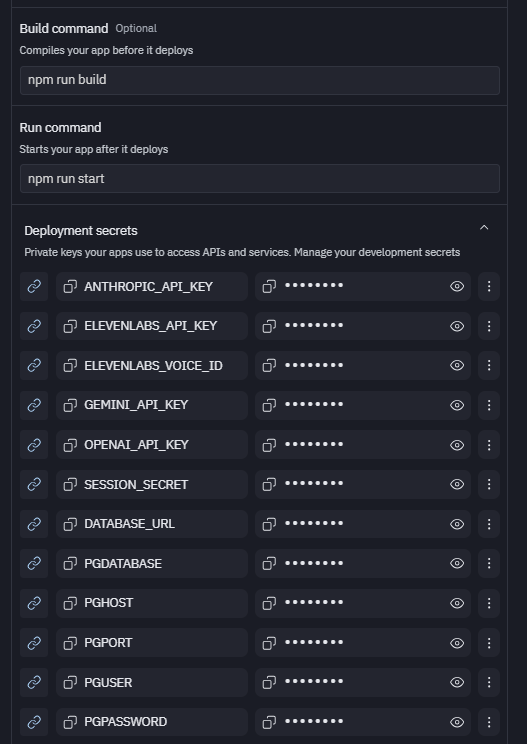 Build command Optional
Compiles your app before it deploys
npm run build
Run command
Starts your app after it deploys
npm run start
Deployment secrets
Private keys your apps use to access APIs and services. Manage your development secrets
ANTHROPIC_API_KEY ••••••••
ELEVENLABS_API_KEY ••••••••
ELEVENLABS_VOICE_ID ••••••••
GEMINI_API_KEY ••••••••
OPENAI_API_KEY ••••••••
SESSION_SECRET ••••••••
DATABASE_URL ••••••••
PGDATABASE ••••••••
PGHOST ••••••••
PGPORT ••••••••
PGUSER ••••••••
PGPASSWORD ••••••••